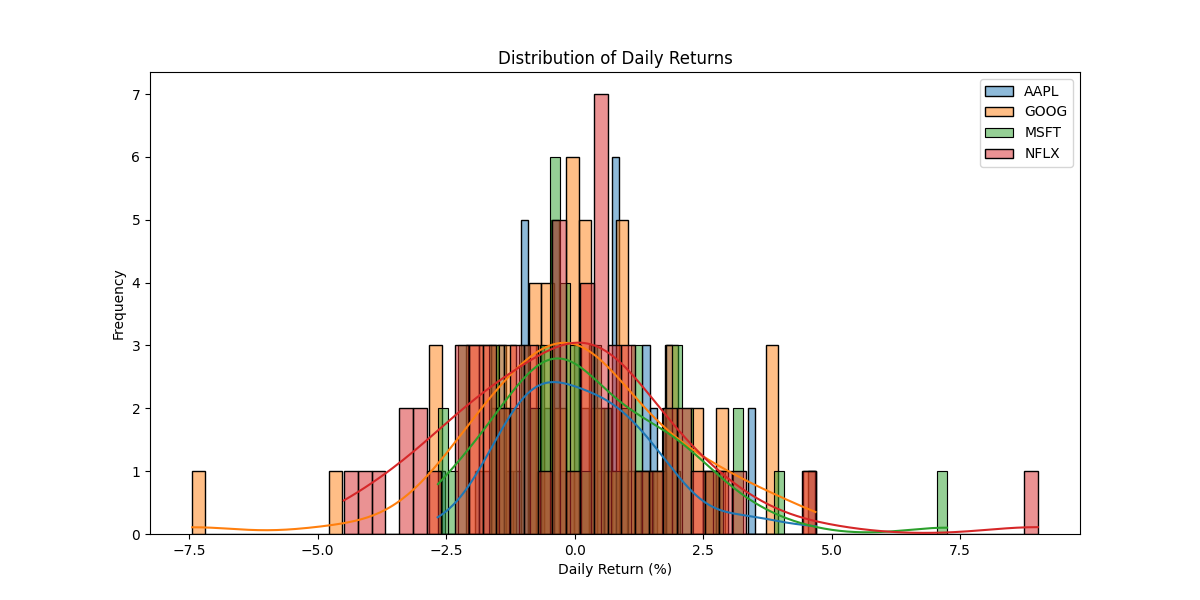 Distribution of Daily Returns
AAPL
GOOG
MSFT
NFLX
Frequency
7
6
5
4
3
2
1
0
−7.5 −5.0 −2.5 0.0 2.5 5.0 7.5
Daily Return (%)